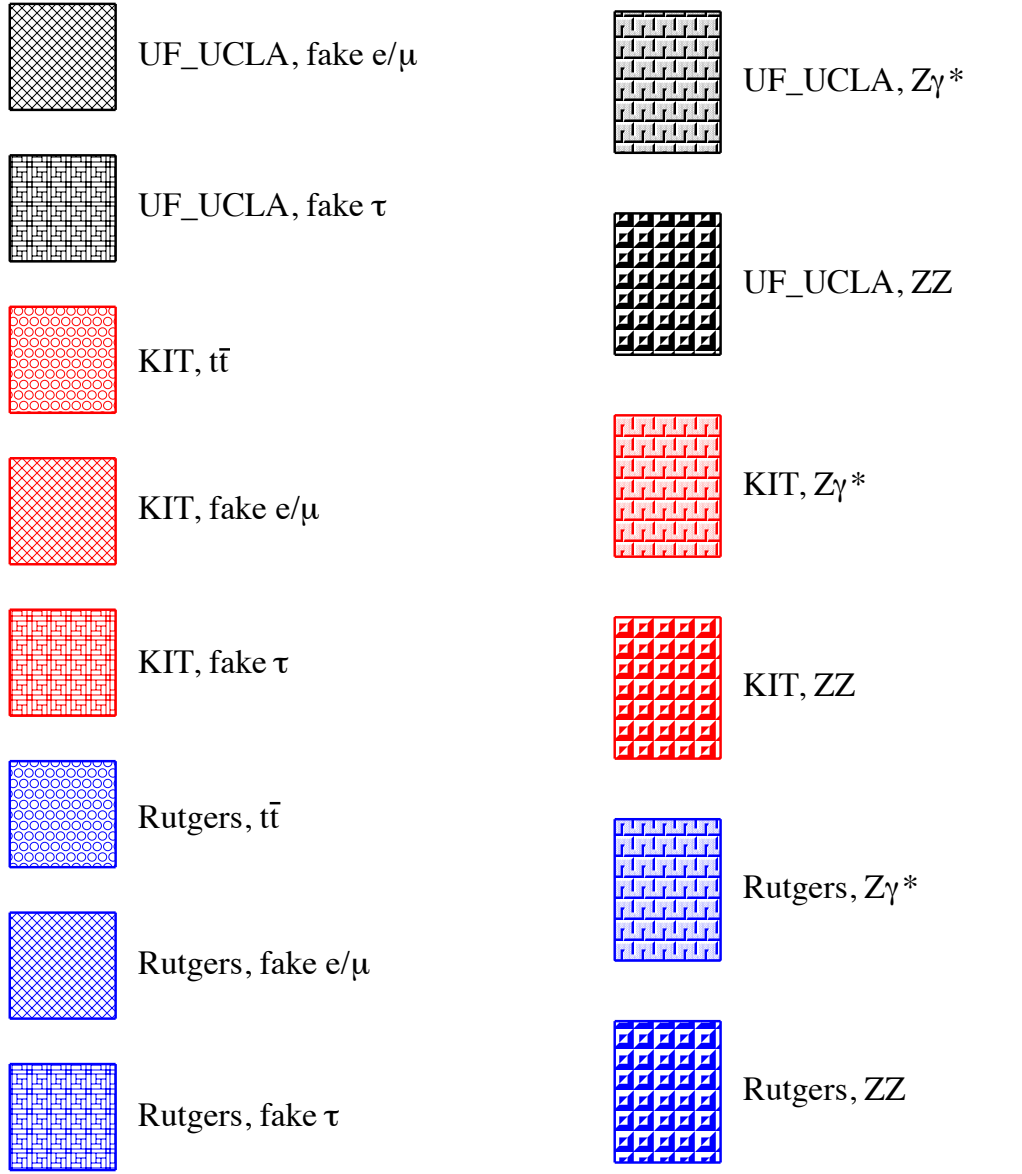 UF_UCLA, fake e/μ
UF_UCLA, fake τ
KIT, tt̄
KIT, fake e/μ
KIT, fake τ
Rutgers, tt̄
Rutgers, fake e/μ
Rutgers, fake τ
UF_UCLA, Zγ*
UF_UCLA, ZZ
KIT, Zγ*
KIT, ZZ
Rutgers, Zγ*
Rutgers, ZZ